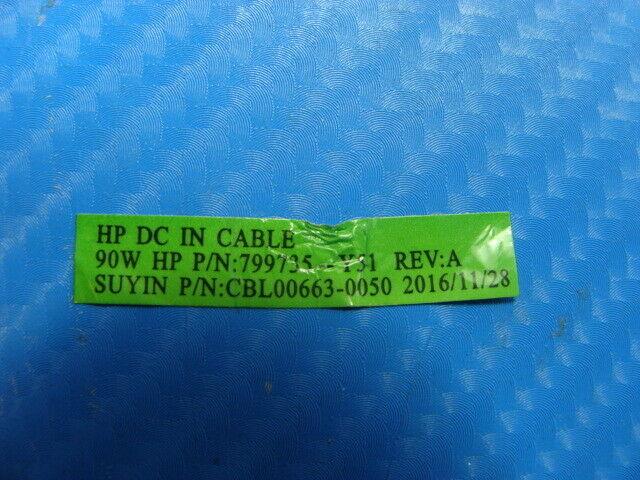 HP DC IN CABLE
90W HP P/N:799735-Y51 REV:A
SUYIN P/N:CBL00663-0050 2016/11/28